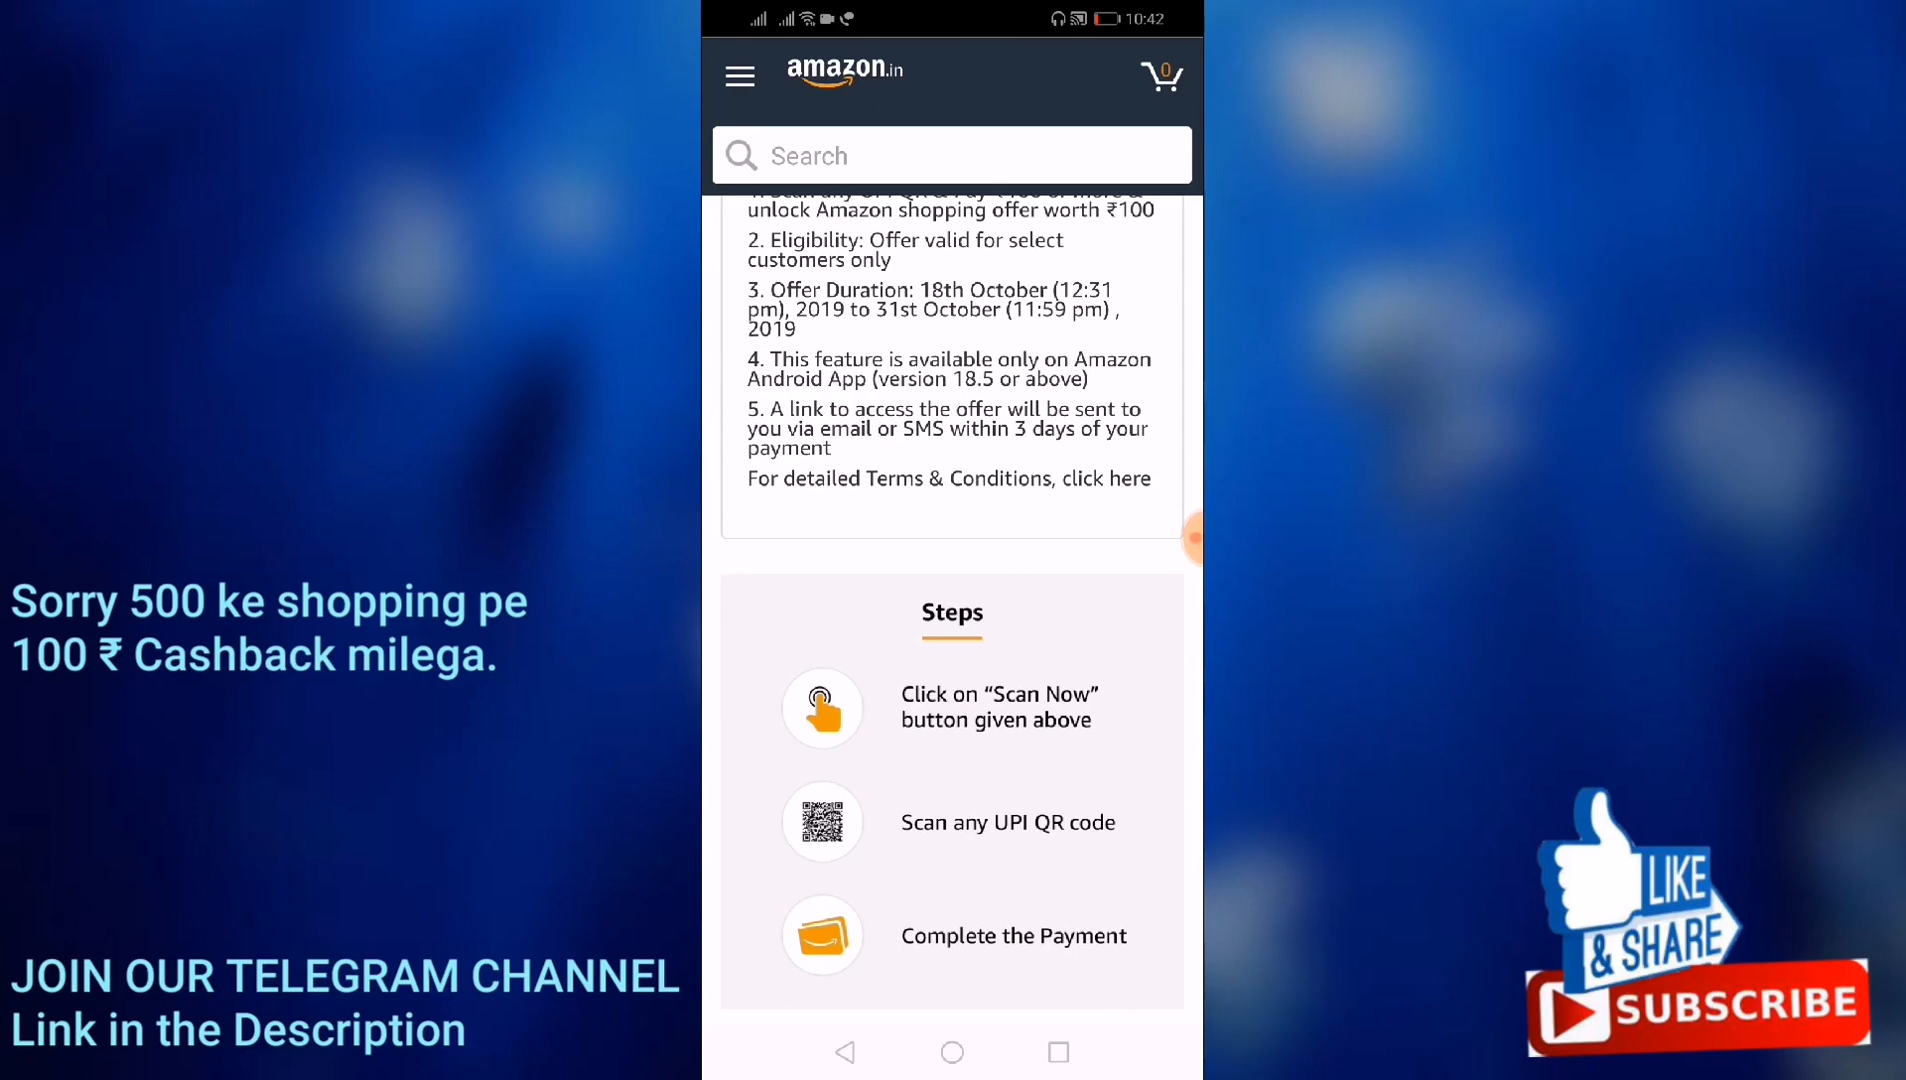 10:42
amazon.in
0
Search
unlock Amazon shopping offer worth ₹100
2. Eligibility: Offer valid for select
customers only
3. Offer Duration: 18th October (12:31
pm), 2019 to 31st October (11:59 pm) ,
2019
4. This feature is available only on Amazon
Android App (version 18.5 or above)
5. A link to access the offer will be sent to
you via email or SMS within 3 days of your
payment
For detailed Terms & Conditions, click here
Steps
Click on “Scan Now”
button given above
Scan any UPI QR code
Complete the Payment
Sorry 500 ke shopping pe
100 ₹ Cashback milega.
JOIN OUR TELEGRAM CHANNEL
Link in the Description
LIKE
& SHARE
SUBSCRIBE